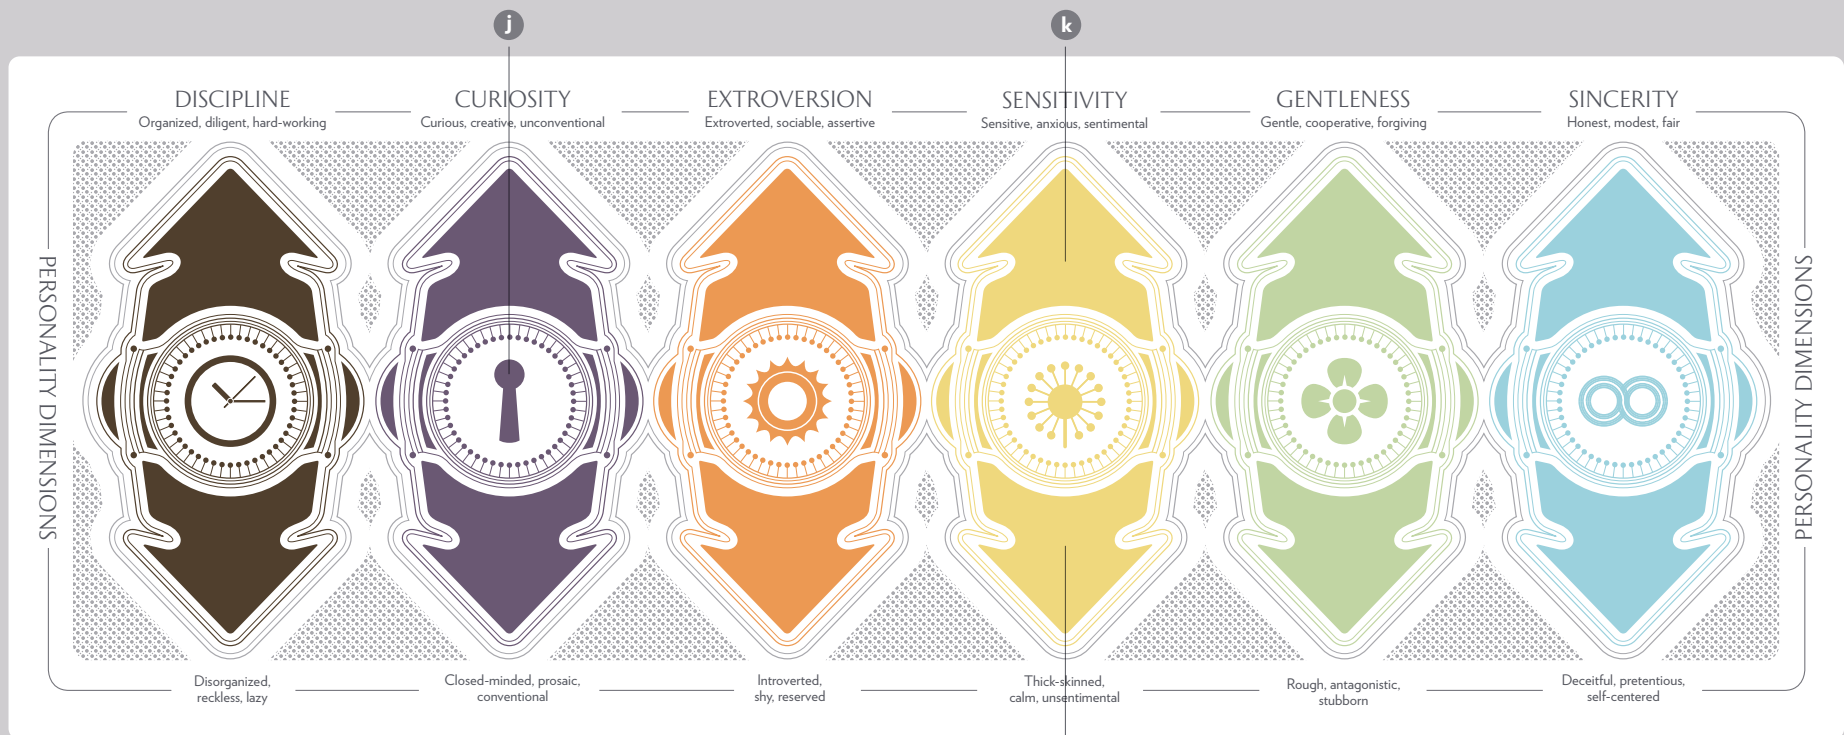 j
k
DISCIPLINE
Organized, diligent, hard-working
CURIOSITY
Curious, creative, unconventional
EXTROVERSION
Extroverted, sociable, assertive
SENSITIVITY
Sensitive, anxious, sentimental
GENTLENESS
Gentle, cooperative, forgiving
SINCERITY
Honest, modest, fair
PERSONALITY DIMENSIONS
PERSONALITY DIMENSIONS
Disorganized,
reckless, lazy
Closed-minded, prosaic,
conventional
Introverted,
shy, reserved
Thick-skinned,
calm, unsentimental
Rough, antagonistic,
stubborn
Deceitful, pretentious,
self-centered